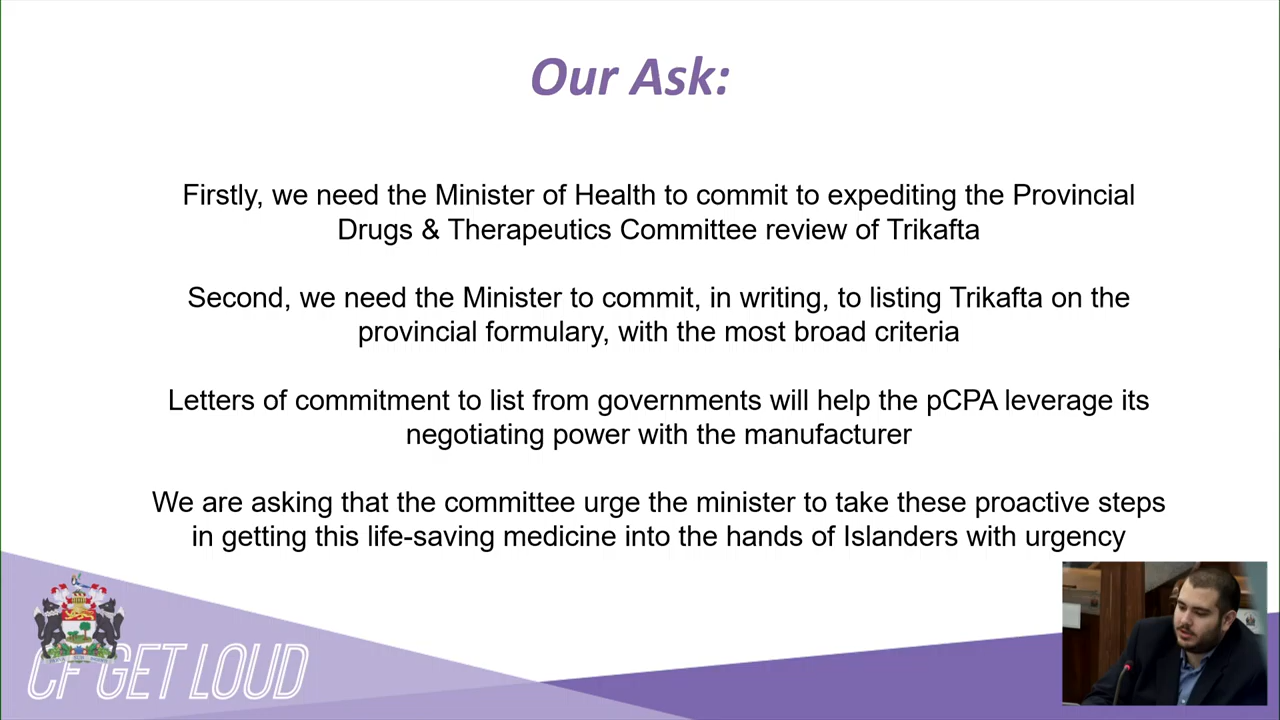 Our Ask:
Firstly, we need the Minister of Health to commit to expediting the Provincial
Drugs & Therapeutics Committee review of Trikafta
Second, we need the Minister to commit, in writing, to listing Trikafta on the
provincial formulary, with the most broad criteria
Letters of commitment to list from governments will help the pCPA leverage its
negotiating power with the manufacturer
We are asking that the committee urge the minister to take these proactive steps
in getting this life-saving medicine into the hands of Islanders with urgency
CF GET LOUD